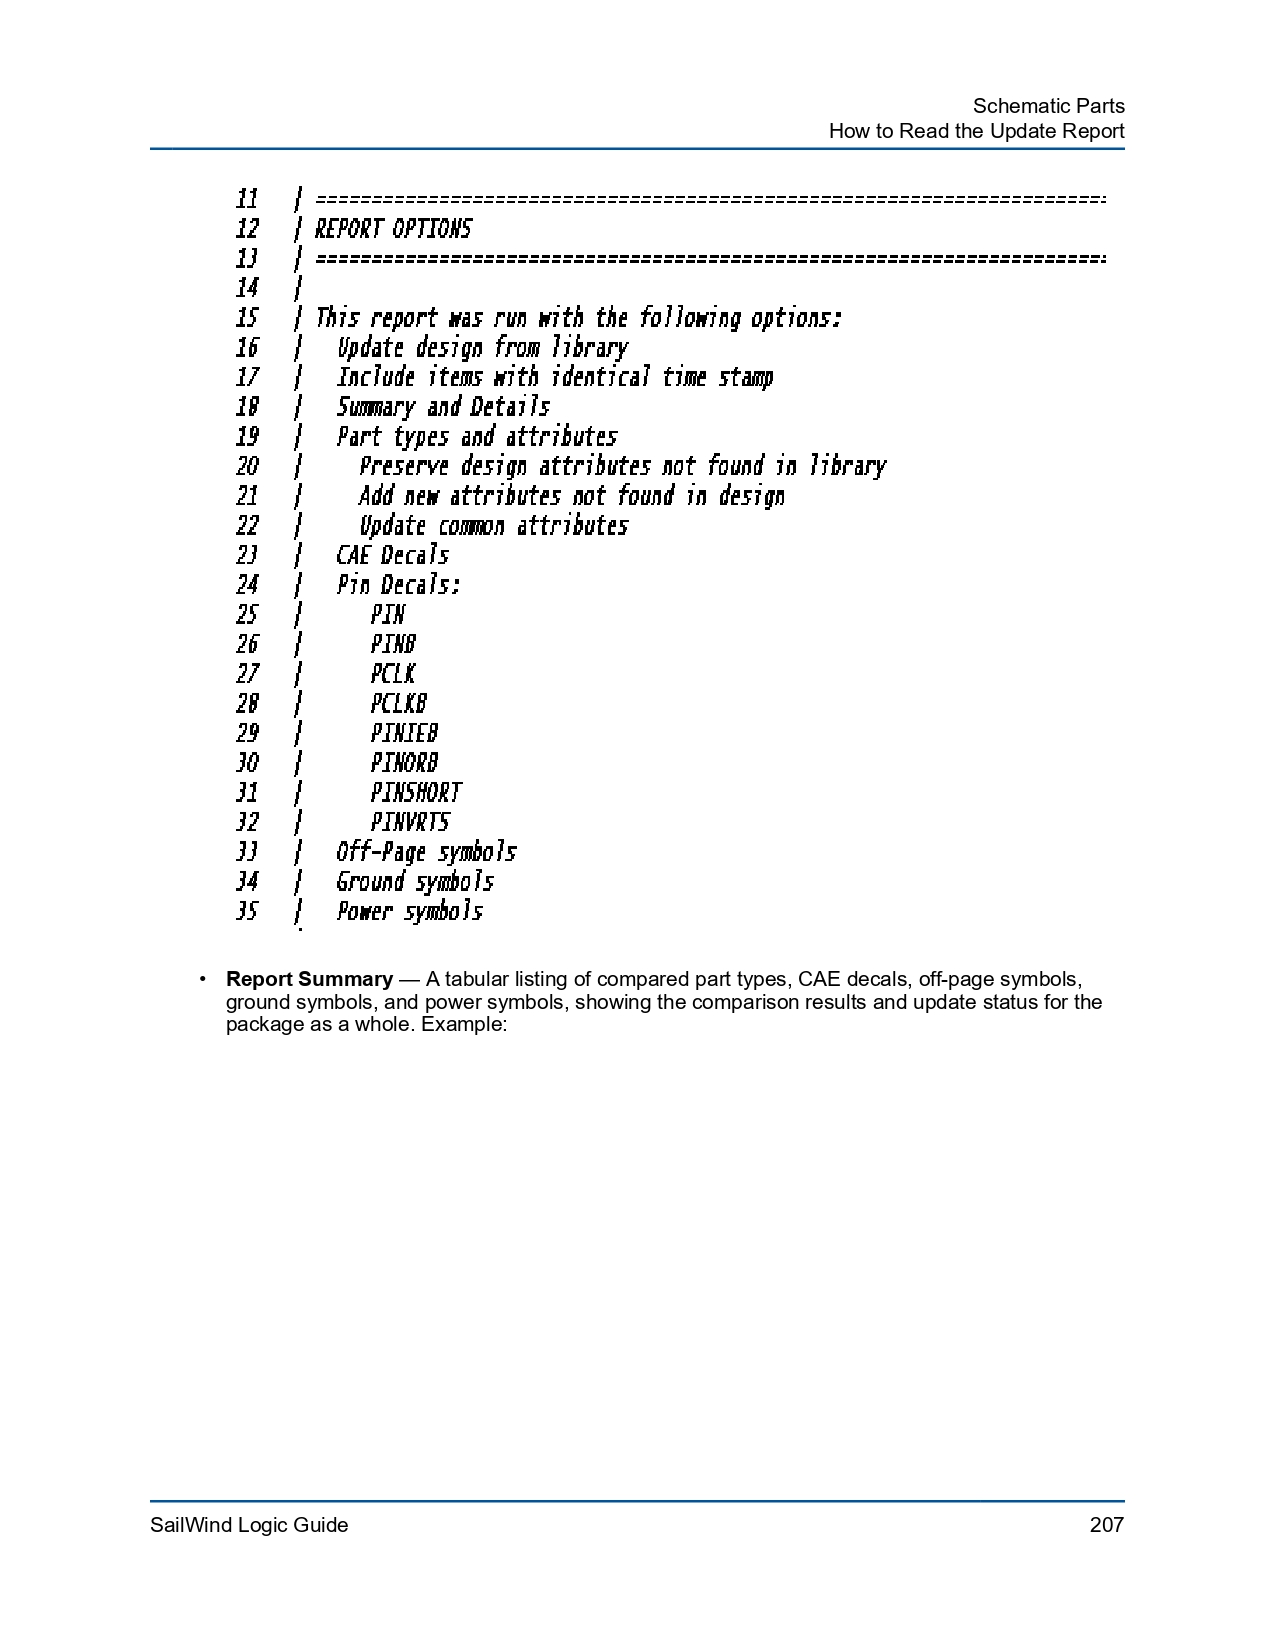 Schematic Parts
How to Read the Update Report
11 | =======================================================================
12 | REPORT OPTIONS
13 | =======================================================================
14 |
15 | This report was run with the following options:
16 |   Update design from library
17 |   Include items with identical time stamp
18 |   Summary and Details
19 |   Part types and attributes
20 |     Preserve design attributes not found in library
21 |     Add new attributes not found in design
22 |     Update common attributes
23 |   CAE Decals
24 |   Pin Decals:
25 |      PIN
26 |      PINB
27 |      PCLK
28 |      PCLKB
29 |      PINIEB
30 |      PINORB
31 |      PINSHORT
32 |      PINVRTS
33 |   Off-Page symbols
34 |   Ground symbols
35 |   Power symbols
• Report Summary — A tabular listing of compared part types, CAE decals, off-page symbols,
ground symbols, and power symbols, showing the comparison results and update status for the
package as a whole. Example:
SailWind Logic Guide 207